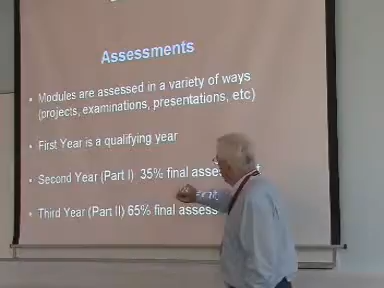 Assessments
• Modules are assessed in a variety of ways
(projects, examinations, presentations, etc)
• First Year is a qualifying year
• Second Year (Part I) 35% final
• Third Year (Part II) 65% final